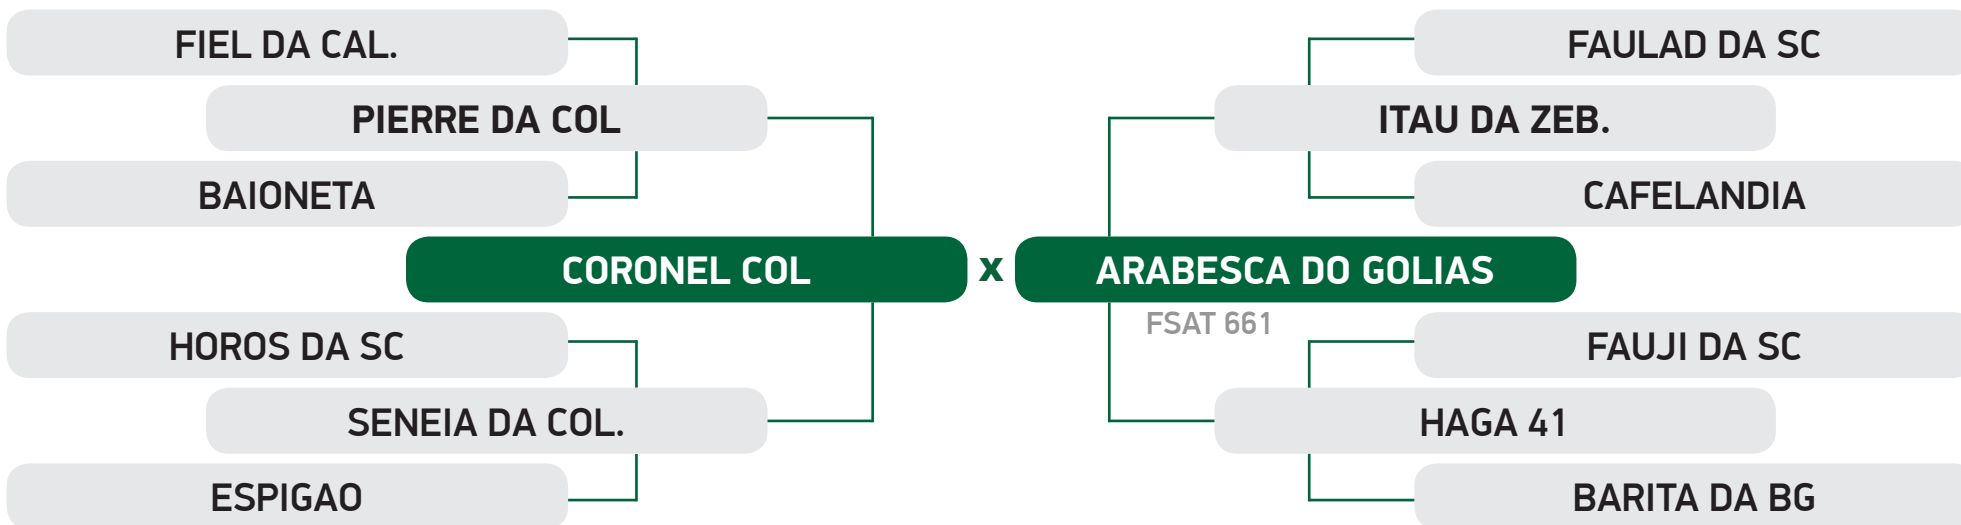 FIEL DA CAL.
FAULAD DA SC
PIERRE DA COL
ITAU DA ZEB.
BAIONETA
CAFELANDIA
CORONEL COL x ARABESCA DO GOLIAS
FSAT 661
HOROS DA SC
FAUJI DA SC
SENEIA DA COL.
HAGA 41
ESPIGAO
BARITA DA BG